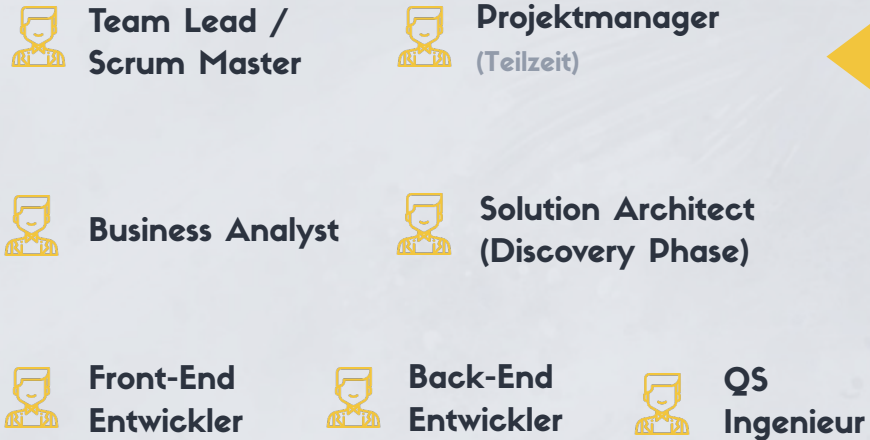 Team Lead /
Scrum Master
Projektmanager
(Teilzeit)
Business Analyst
Solution Architect
(Discovery Phase)
Front-End
Entwickler
Back-End
Entwickler
QS
Ingenieur